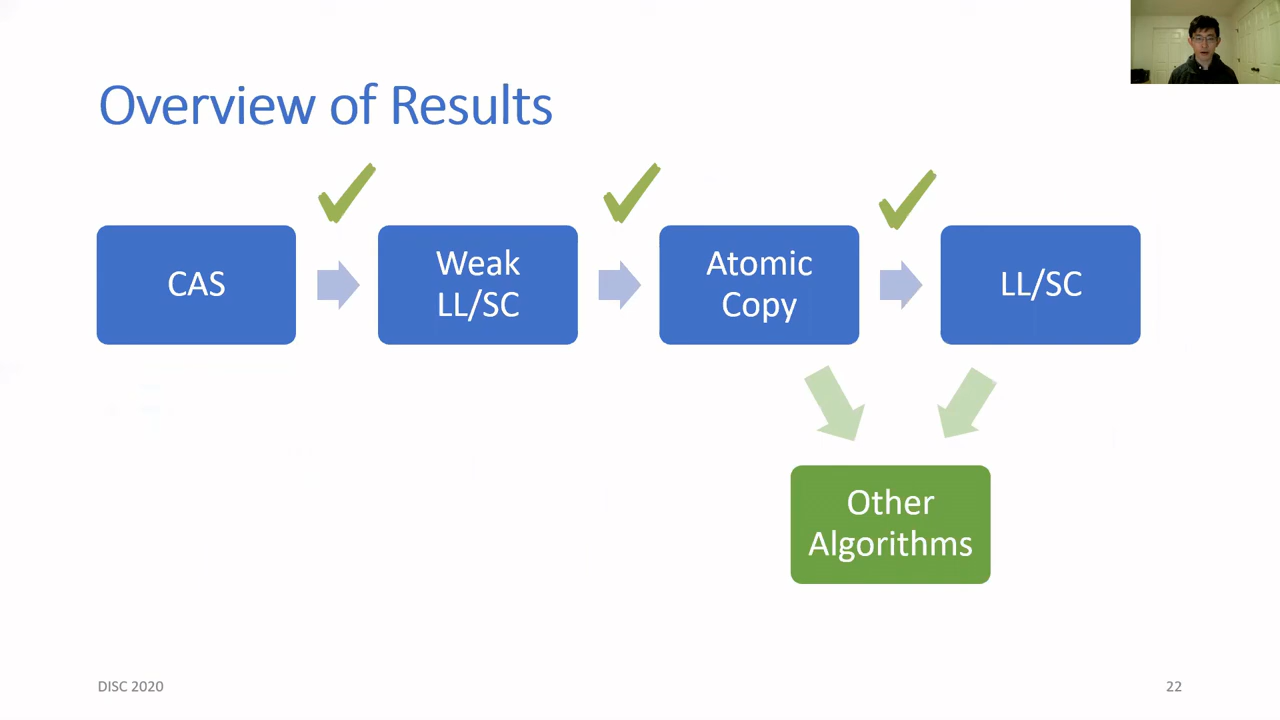 Overview of Results
CAS
Weak
LL/SC
Atomic
Copy
LL/SC
Other
Algorithms
DISC 2020
22